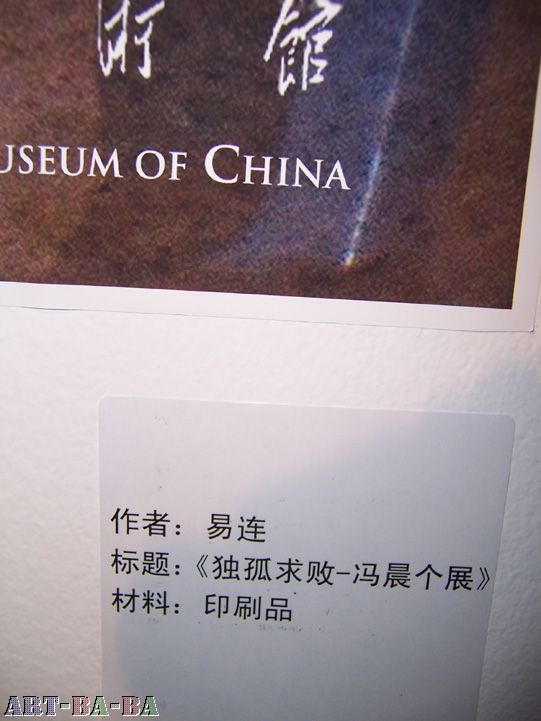 術館
USEUM OF CHINA
作者：易连
标题：《独孤求败-冯晨个展》
材料：印刷品
ART-BA-BA